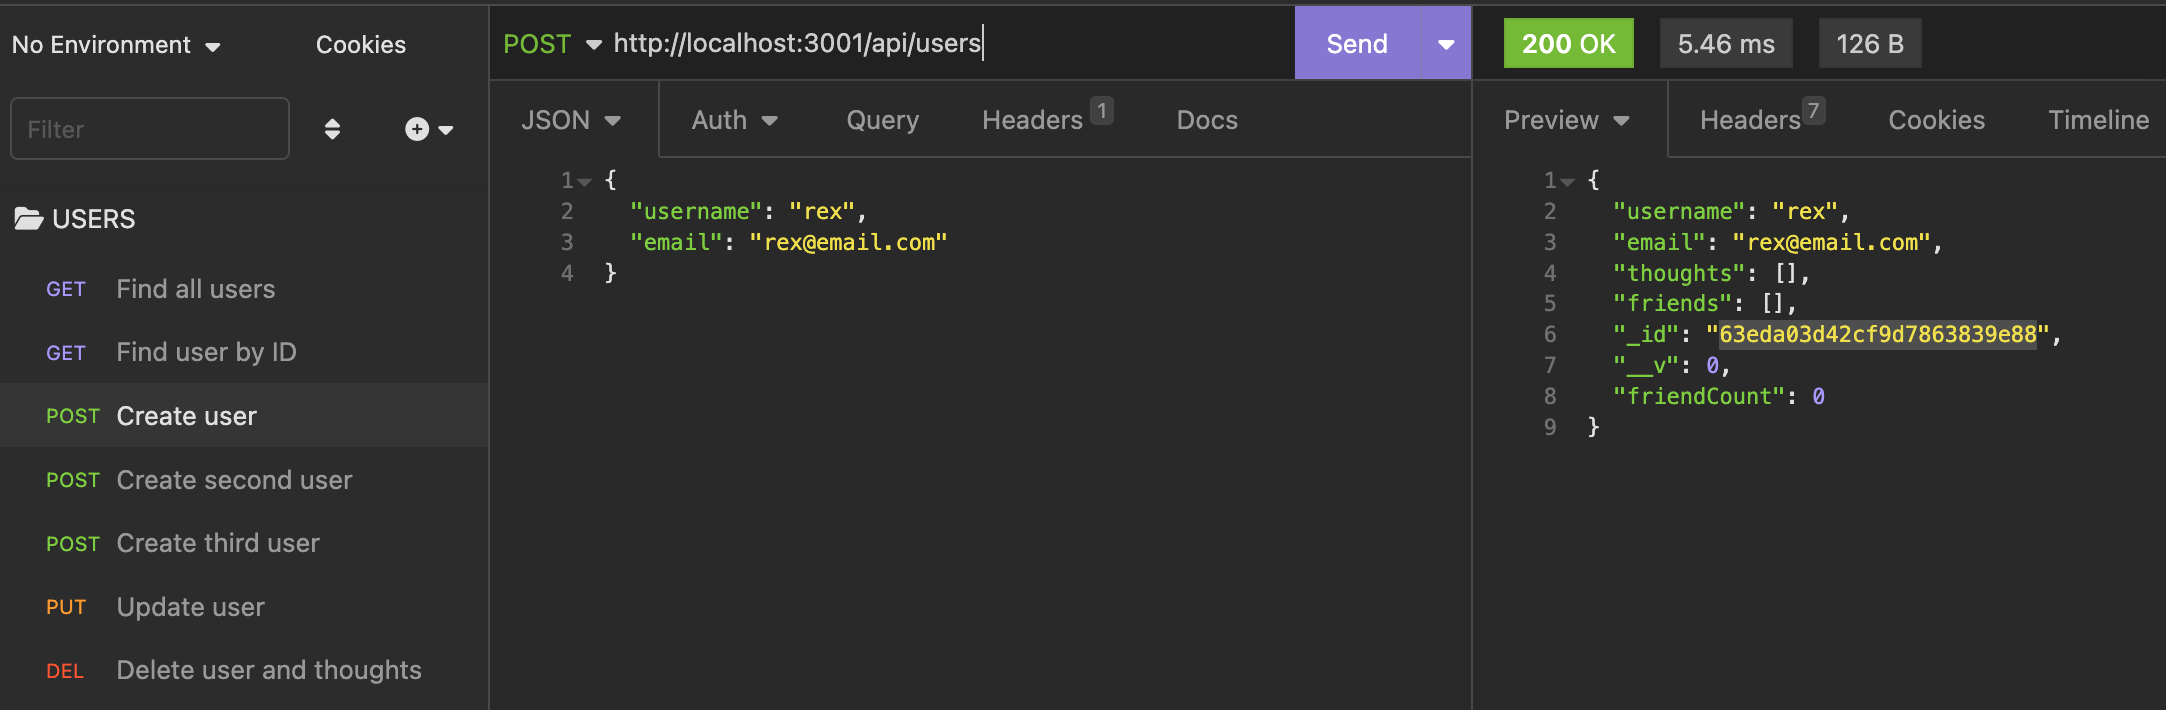 No Environment
Cookies
Filter
USERS
GET Find all users
GET Find user by ID
POST Create user
POST Create second user
POST Create third user
PUT Update user
DEL Delete user and thoughts
POST http://localhost:3001/api/users
Send
JSON Auth Query Headers 1 Docs
1 {
2 "username": "rex",
3 "email": "rex@email.com"
4 }
200 OK 5.46 ms 126 B
Preview Headers 7 Cookies Timeline
1 {
2 "username": "rex",
3 "email": "rex@email.com",
4 "thoughts": [],
5 "friends": [],
6 "_id": "63eda03d42cf9d7863839e88",
7 "__v": 0,
8 "friendCount": 0
9 }